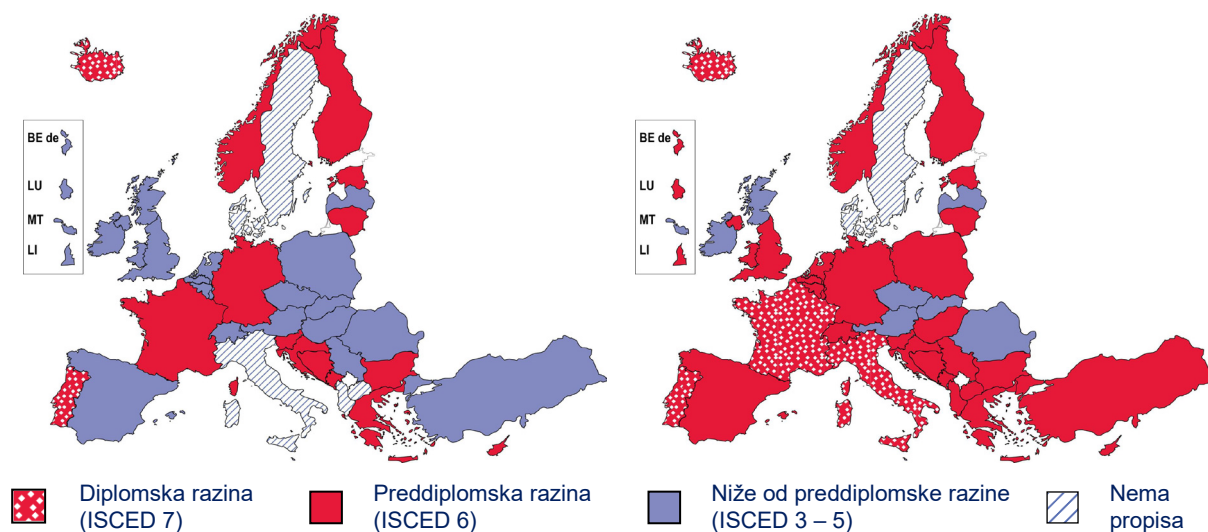 BE de
LU
MT
LI
BE de
LU
MT
LI
Diplomska razina
(ISCED 7)
Preddiplomska razina
(ISCED 6)
Niže od preddiplomske razine
(ISCED 3 – 5)
Nema
propisa